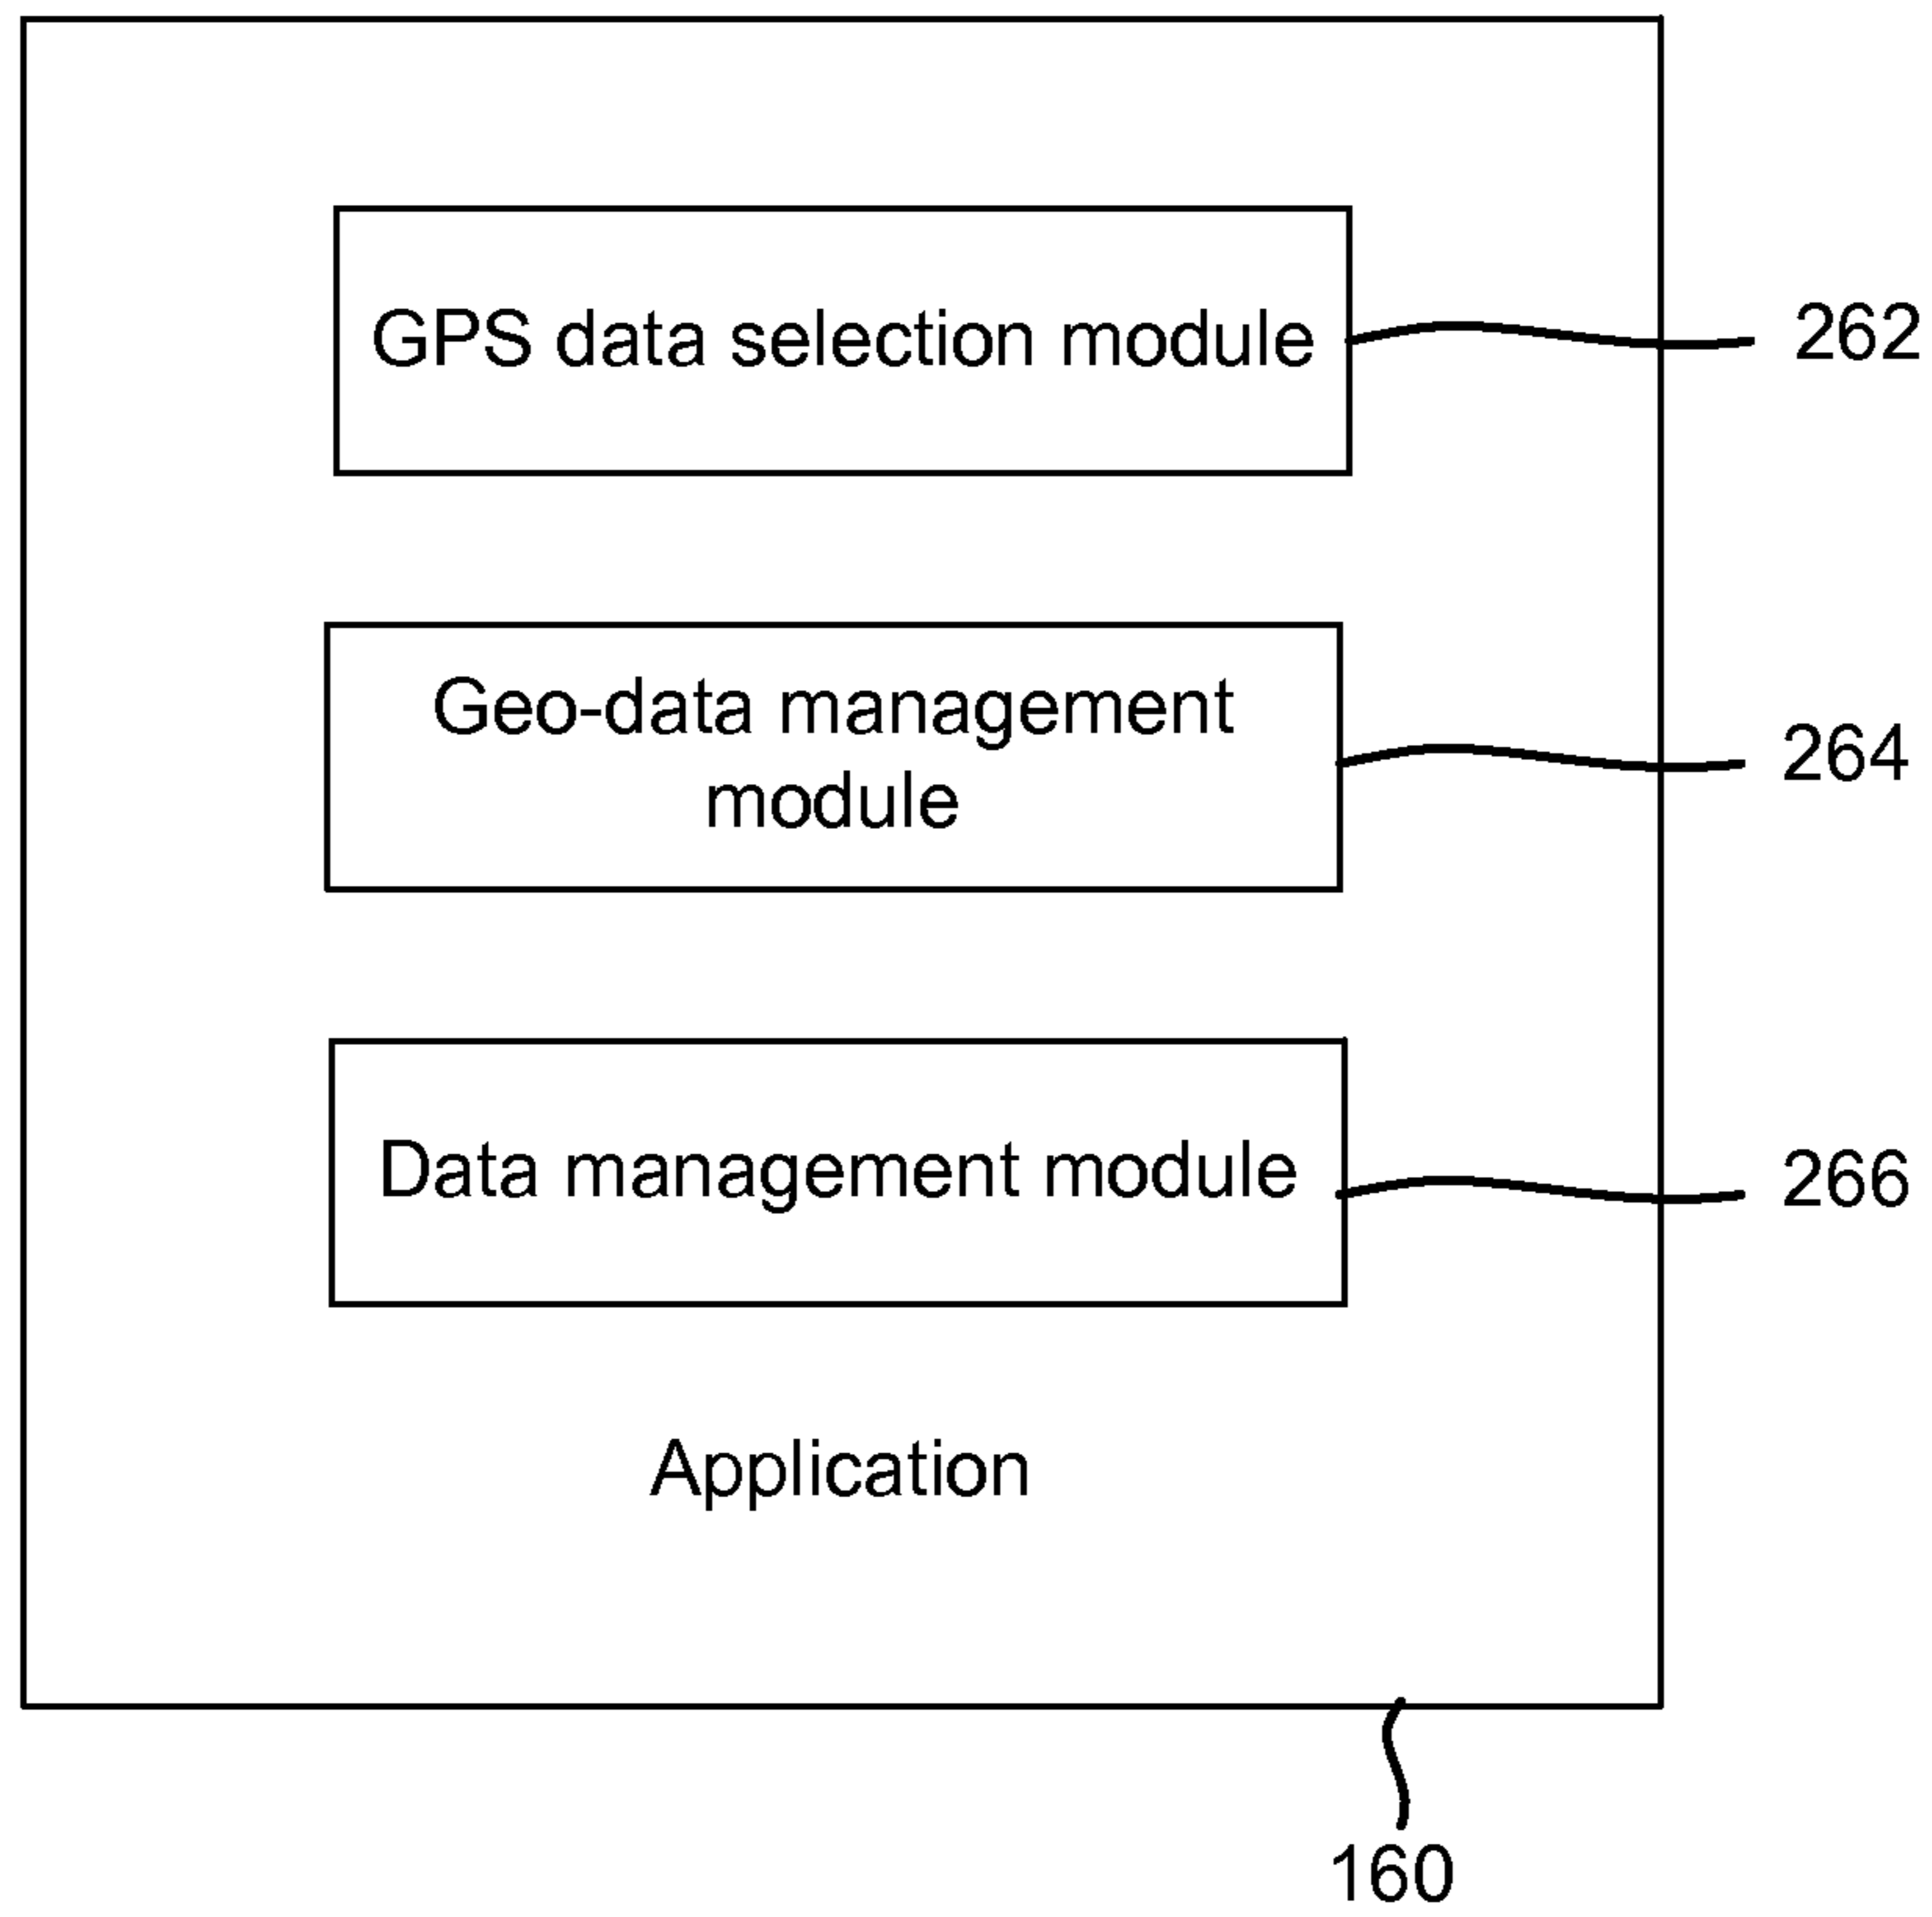 GPS data selection module
262
Geo-data management
module
264
Data management module
266
Application
160